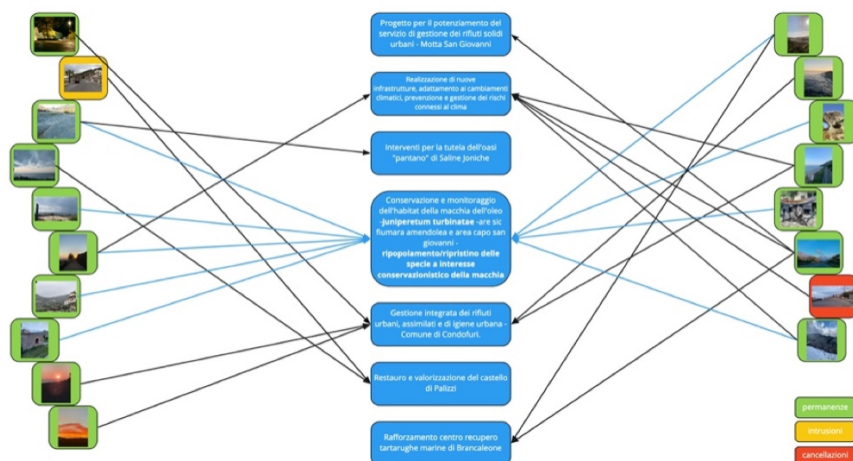 Progetto per il potenziamento del
servizio di gestione dei rifiuti solidi
urbani - Motta San Giovanni
Realizzazione di nuove
infrastrutture, adattamento ai cambiamenti
climatici, prevenzione e gestione dei rischi
connessi al clima
Interventi per la tutela dell'oasi
"pantano" di Saline Joniche
Conservazione e monitoraggio
dell'habitat della macchia dell'oleo
-juniperetum turbinatae -are sic
fiumara amendolea e area capo san
giovanni -
ripopolamento/ripristino delle
specie a interesse
conservazionistico della macchia
Gestione integrata dei rifiuti
urbani, assimilati e di igiene urbana -
Comune di Condofuri.
Restauro e valorizzazione del castello
di Palizzi
Rafforzamento centro recupero
tartarughe marine di Brancaleone
permanenze
intrusioni
cancellazioni